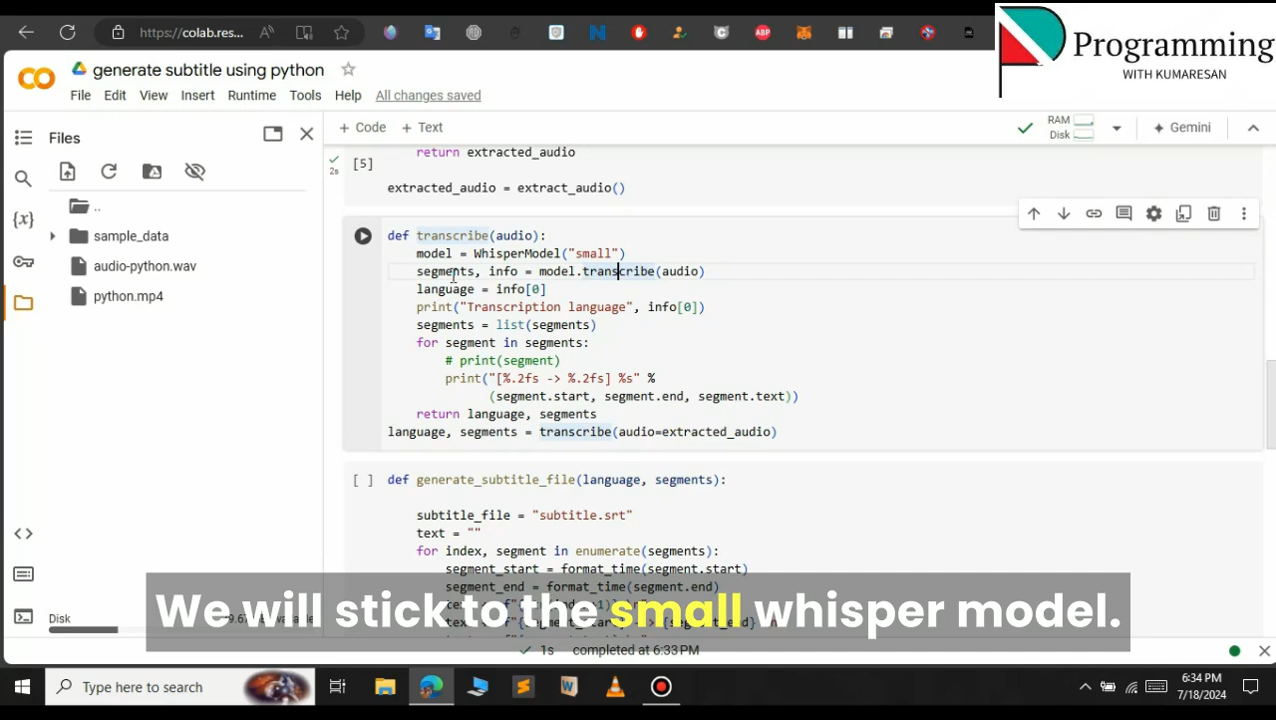 https://colab.res...
Programming
WITH KUMARESAN
CO
generate subtitle using python
File Edit View Insert Runtime Tools Help All changes saved
Files
+ Code + Text
RAM
Disk
Gemini
..
sample_data
audio-python.wav
python.mp4
[5]
2s
return extracted_audio
extracted_audio = extract_audio()
def transcribe(audio):
model = WhisperModel("small")
segments, info = model.transcribe(audio)
language = info[0]
print("Transcription language", info[0])
segments = list(segments)
for segment in segments:
# print(segment)
print("[%.2fs -> %.2fs] %s" %
(segment.start, segment.end, segment.text))
return language, segments
language, segments = transcribe(audio=extracted_audio)
[ ]
def generate_subtitle_file(language, segments):
subtitle_file = "subtitle.srt"
text = ""
for index, segment in enumerate(segments):
segment_start = format_time(segment.start)
segment_end = format_time(segment.end)
We will stick to the small whisper model.
Disk
1s completed at 6:33 PM
Type here to search
6:34 PM
7/18/2024